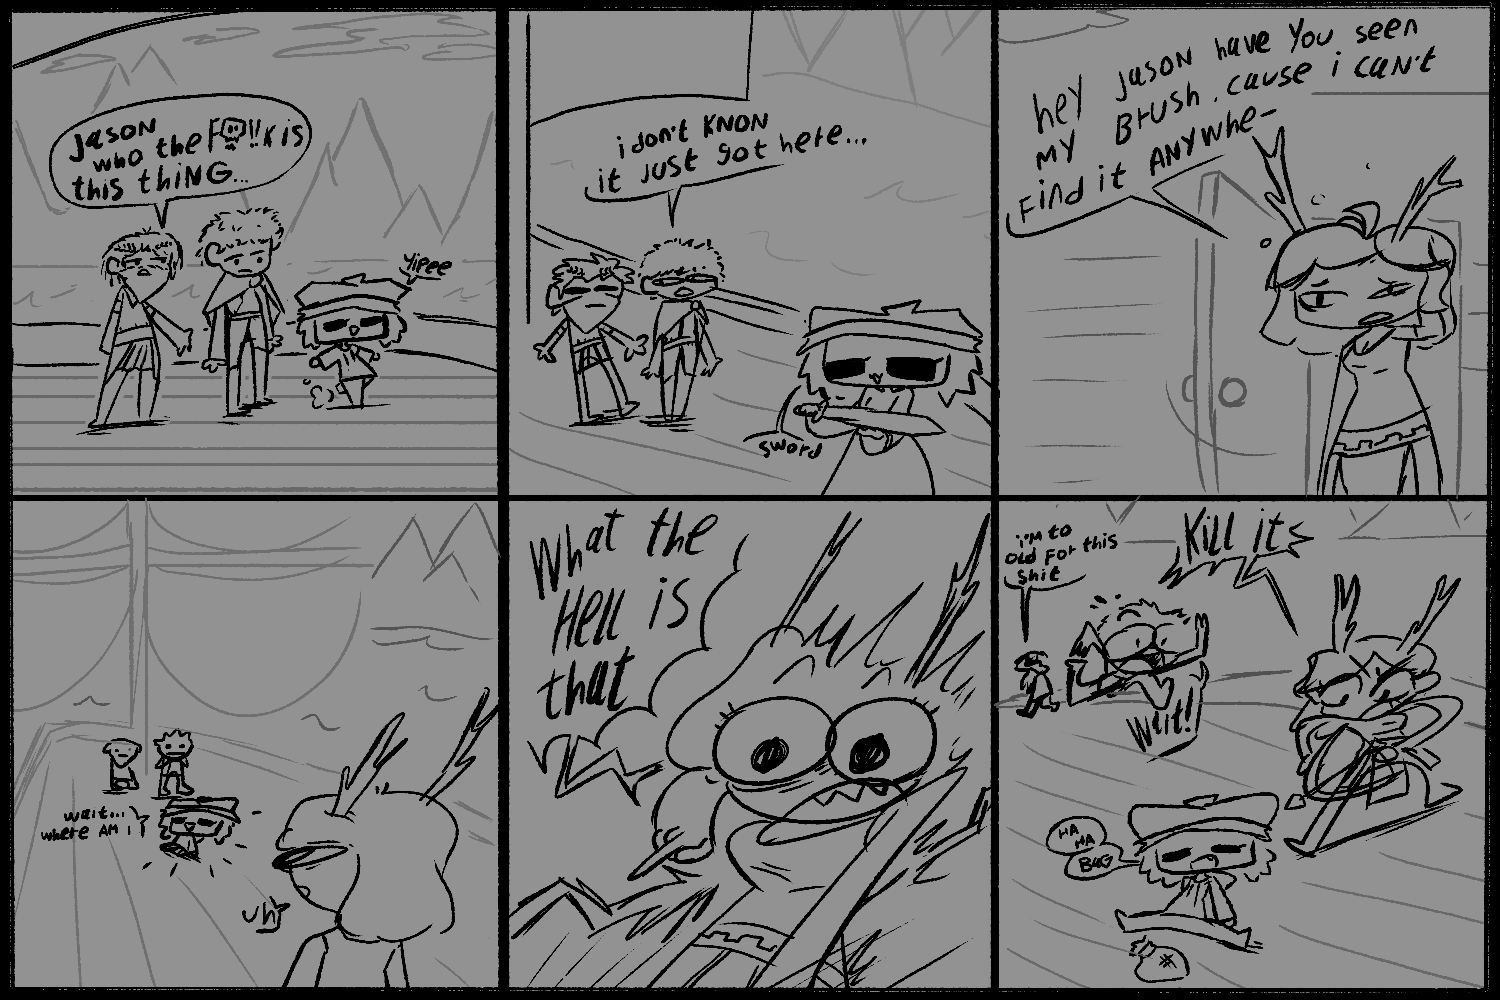 Jason
who the F💀!!k is
this thing...
Yipee
i don't know
it just got here...
sword
hey Jason have you seen
my brush. cause i can't
find it anywhe-
wait...
where am i
uh
What the
Hell is
that
i'm to
old for this
shit
Kill it
Wait!
HA
HA
BUG